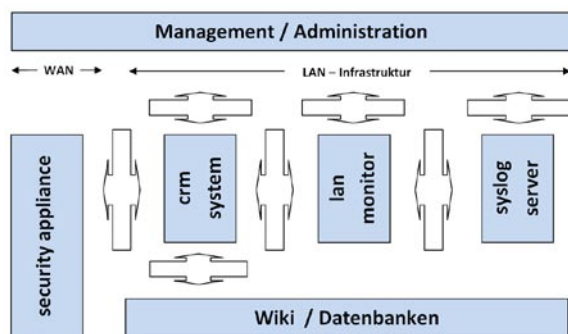 Management / Administration
WAN
LAN – Infrastruktur
security appliance
crm
system
lan
monitor
syslog
server
Wiki / Datenbanken